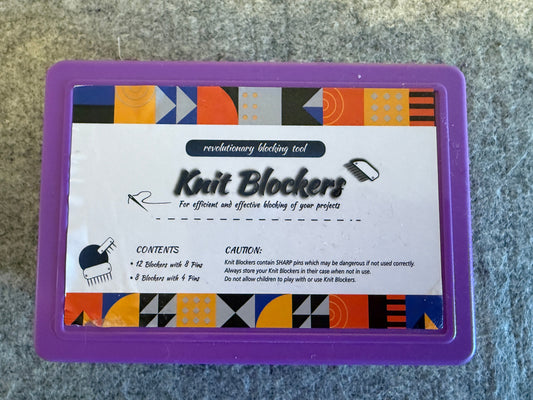 revolutionary blocking tool
Knit Blockers
For efficient and effective blocking of your projects
CONTENTS
• 12 Blockers with 8 Pins
• 8 Blockers with 4 Pins
CAUTION:
Knit Blockers contain SHARP pins which may be dangerous if not used correctly.
Always store your Knit Blockers in their case when not in use.
Do not allow children to play with or use Knit Blockers.